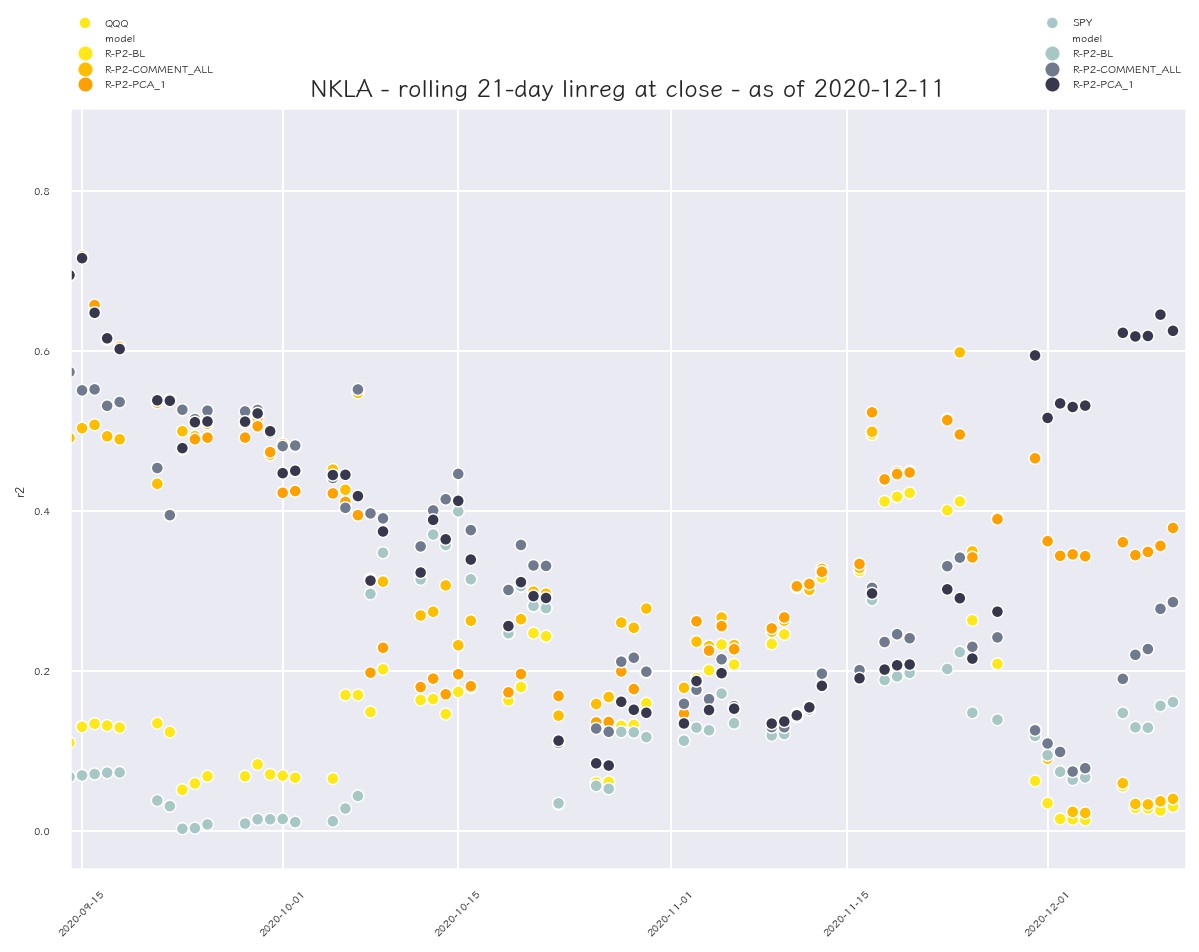 QQQ
model
R-P2-BL
R-P2-COMMENT_ALL
R-P2-PCA_1
SPY
model
R-P2-BL
R-P2-COMMENT_ALL
R-P2-PCA_1
NKLA - rolling 21-day linreg at close - as of 2020-12-11
r2
0.8
0.6
0.4
0.2
0.0
2020-09-15
2020-10-01
2020-10-15
2020-11-01
2020-11-15
2020-12-01